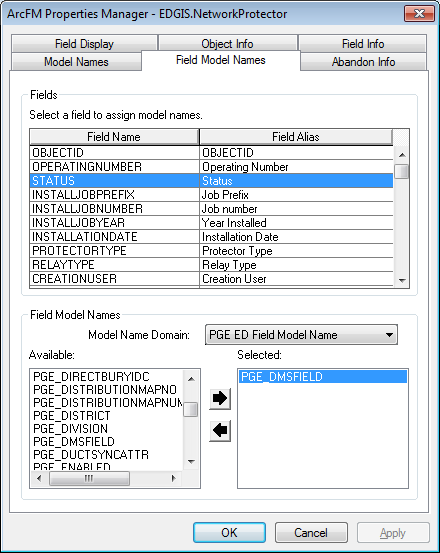 ArcFM Properties Manager - EDGIS.NetworkProtector
Field Display Object Info Field Info
Model Names Field Model Names Abandon Info
Fields
Select a field to assign model names.
Field Name Field Alias
OBJECTID OBJECTID
OPERATINGNUMBER Operating Number
STATUS Status
INSTALLJOBPREFIX Job Prefix
INSTALLJOBNUMBER Job number
INSTALLJOBYEAR Year Installed
INSTALLATIONDATE Installation Date
PROTECTORTYPE Protector Type
RELAYTYPE Relay Type
CREATIONUSER Creation User
Field Model Names
Model Name Domain: PGE ED Field Model Name
Available: Selected:
PGE_DIRECTBURYIDC PGE_DMSFIELD
PGE_DISTRIBUTIONMAPNO
PGE_DISTRIBUTIONMAPNUM
PGE_DISTRICT
PGE_DIVISION
PGE_DMSFIELD
PGE_DUCTSYNCATTR
PGE_ENABLED
OK Cancel Apply